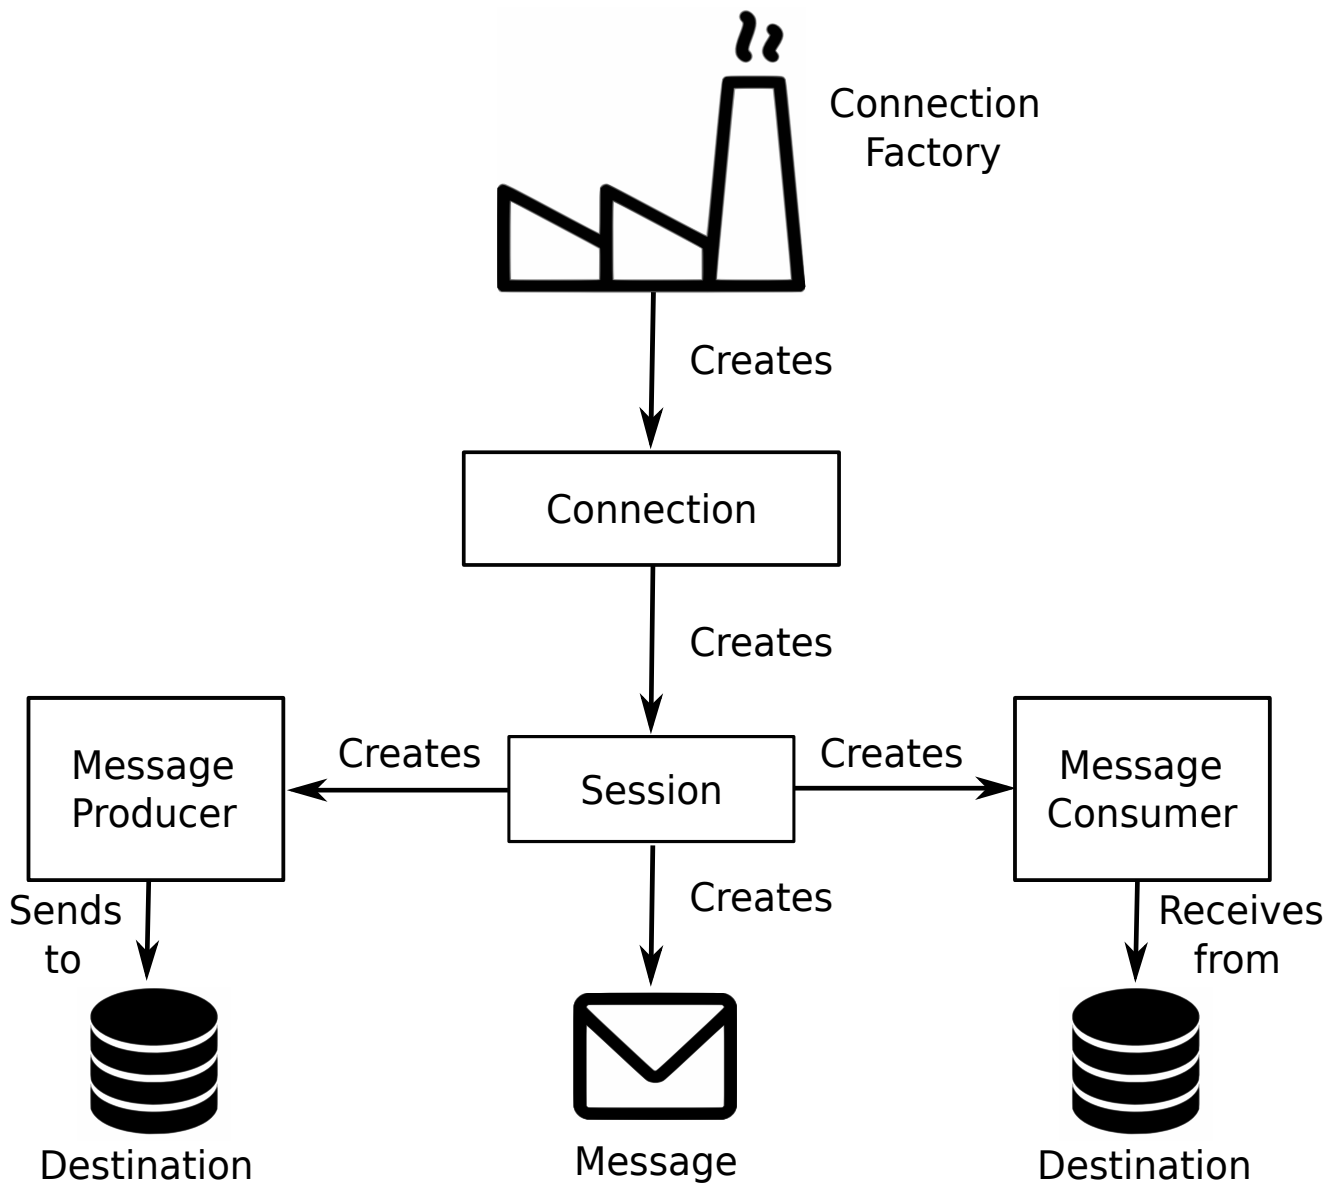 Connection
Factory
Creates
Connection
Creates
Message
Producer
Creates
Session
Creates
Message
Consumer
Sends
to
Creates
Receives
from
Destination
Message
Destination